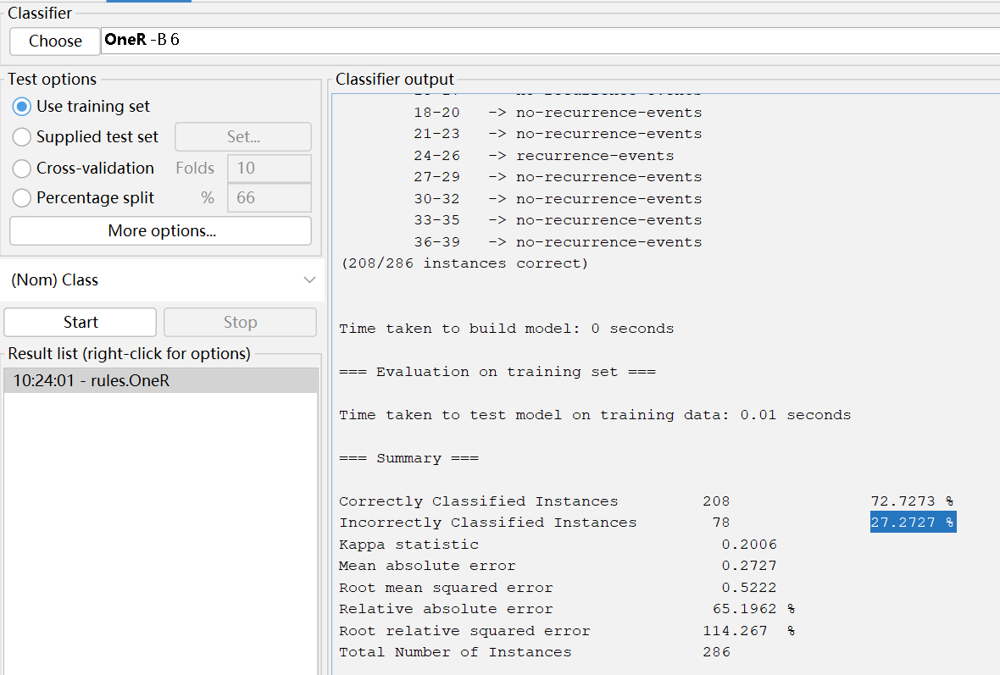 Classifier
Choose OneR -B 6
Test options
Use training set
Supplied test set Set...
Cross-validation Folds 10
Percentage split % 66
More options...
(Nom) Class
Start Stop
Result list (right-click for options)
10:24:01 - rules.OneR
Classifier output
18-20 -> no-recurrence-events
21-23 -> no-recurrence-events
24-26 -> recurrence-events
27-29 -> no-recurrence-events
30-32 -> no-recurrence-events
33-35 -> no-recurrence-events
36-39 -> no-recurrence-events
(208/286 instances correct)
Time taken to build model: 0 seconds
=== Evaluation on training set ===
Time taken to test model on training data: 0.01 seconds
=== Summary ===
Correctly Classified Instances 208 72.7273 %
Incorrectly Classified Instances 78 27.2727 %
Kappa statistic 0.2006
Mean absolute error 0.2727
Root mean squared error 0.5222
Relative absolute error 65.1962 %
Root relative squared error 114.267 %
Total Number of Instances 286